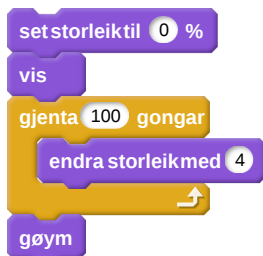 set storleik til 0 %
vis
gjenta 100 gongar
endra storleik med 4
gøym